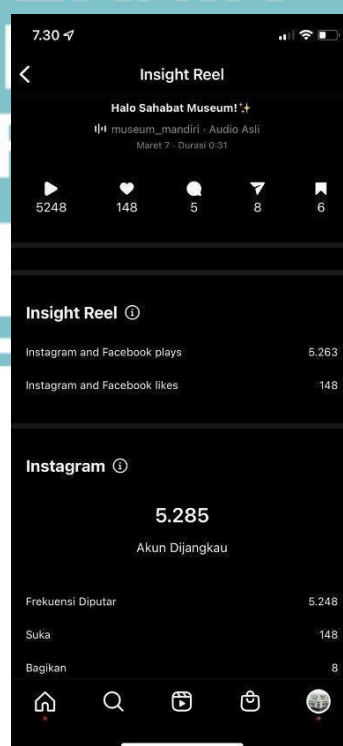 7.30
Insight Reel
Halo Sahabat Museum!✨
museum_mandiri · Audio Asli
Maret 7 · Durasi 0:31
5248 148 5 8 6
Insight Reel
Instagram and Facebook plays 5.263
Instagram and Facebook likes 148
Instagram
5.285
Akun Dijangkau
Frekuensi Diputar 5.248
Suka 148
Bagikan 8